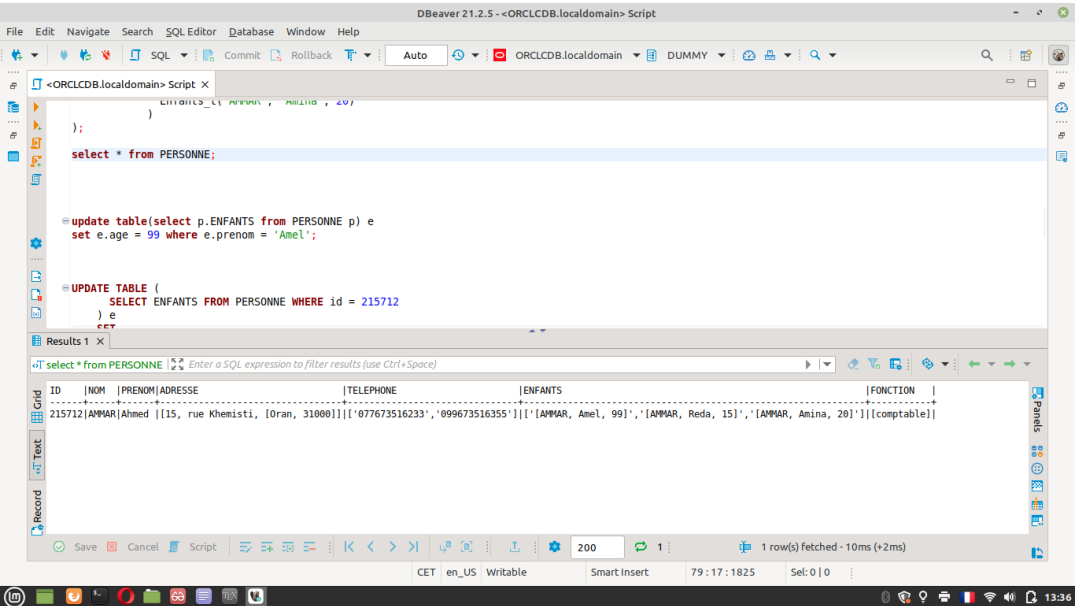 DBeaver 21.2.5 - <ORCLCDB.localdomain> Script
File Edit Navigate Search SQL Editor Database Window Help
SQL Commit Rollback Auto ORCLCDB.localdomain DUMMY
<ORCLCDB.localdomain> Script
Enfants_t('AMMAR', 'Amina', 20)
)
);
select * from PERSONNE;
update table(select p.ENFANTS from PERSONNE p) e
set e.age = 99 where e.prenom = 'Amel';
UPDATE TABLE (
SELECT ENFANTS FROM PERSONNE WHERE id = 215712
) e
SET
Results 1
select * from PERSONNE Enter a SQL expression to filter results (use Ctrl+Space)
Grid
Text
Record
ID |NOM |PRENOM|ADRESSE |TELEPHONE |ENFANTS |FONCTION |
------+-----+------+-----------------------------------+-----------------------------+-------------------------------------------------------+-----------+
215712|AMMAR|Ahmed |[15, rue Khemisti, [Oran, 31000]]|['077673516233','099673516355']|['[AMMAR, Amel, 99]','[AMMAR, Reda, 15]','[AMMAR, Amina, 20]']|[comptable]|
Panels
Save Cancel Script 200 1 1 row(s) fetched - 10ms (+2ms)
CET en_US Writable Smart Insert 79 : 17 : 1825 Sel: 0 | 0
TEX 13:36